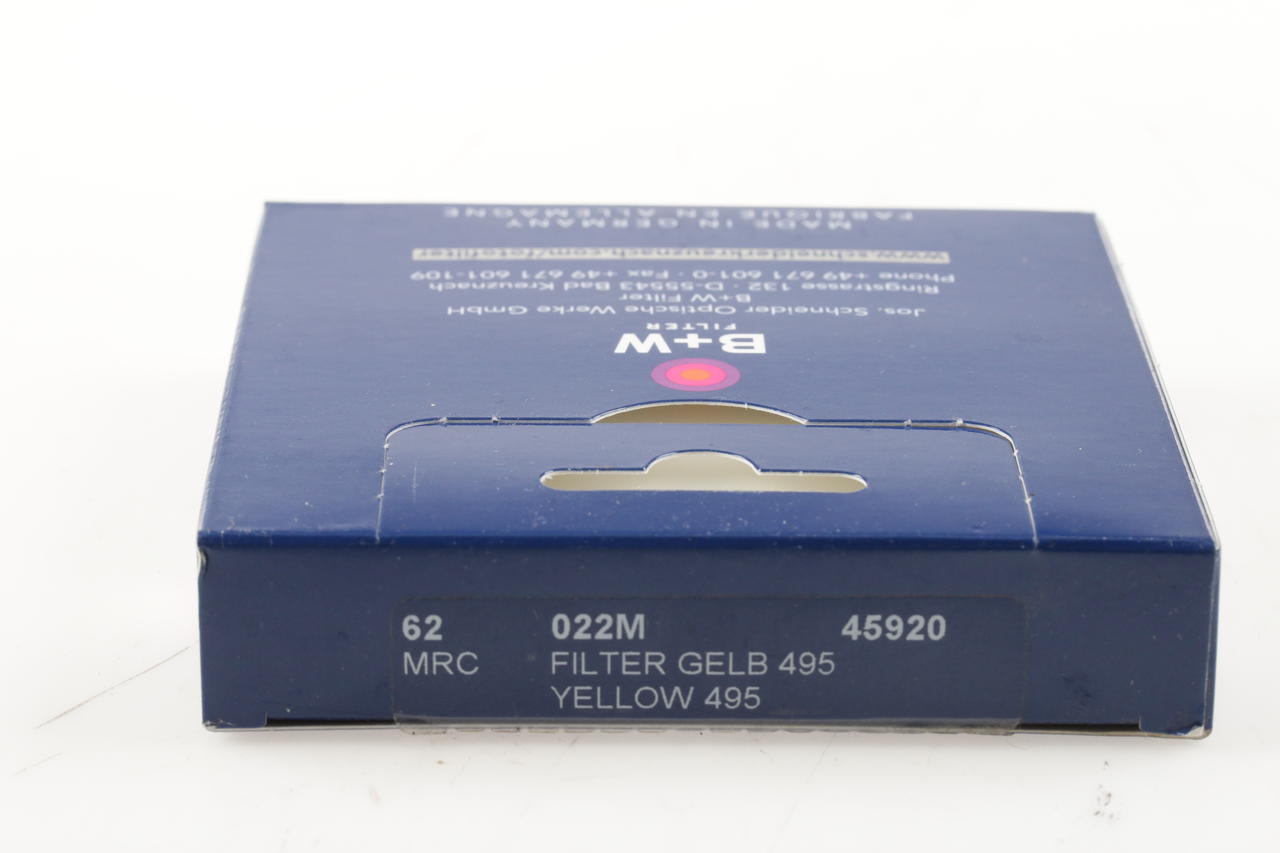 MADE IN GERMANY
FABRIQUE EN ALLEMAGNE
www.schneiderkreuznach.com/fotofilter
Phone +49 671 601-0 · Fax +49 671 601-109
Ringstrasse 132 · D-55543 Bad Kreuznach
B+W Filter
Jos. Schneider Optische Werke GmbH
FILTER
B+W
62 022M 45920
MRC FILTER GELB 495
YELLOW 495